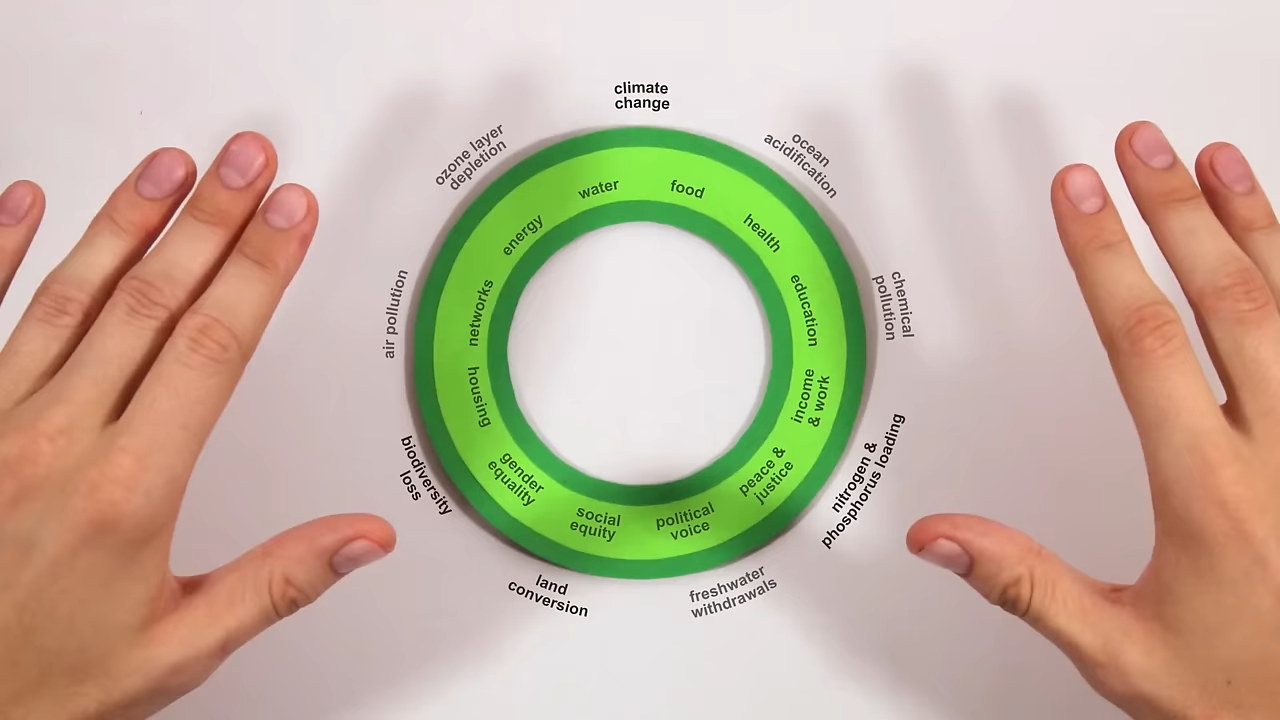 climate
change
ocean
acidification
chemical
pollution
nitrogen &
phosphorus loading
freshwater
withdrawals
land
conversion
biodiversity
loss
air pollution
ozone layer
depletion
water
food
health
education
income
& work
peace &
justice
political
voice
social
equity
gender
equality
housing
networks
energy